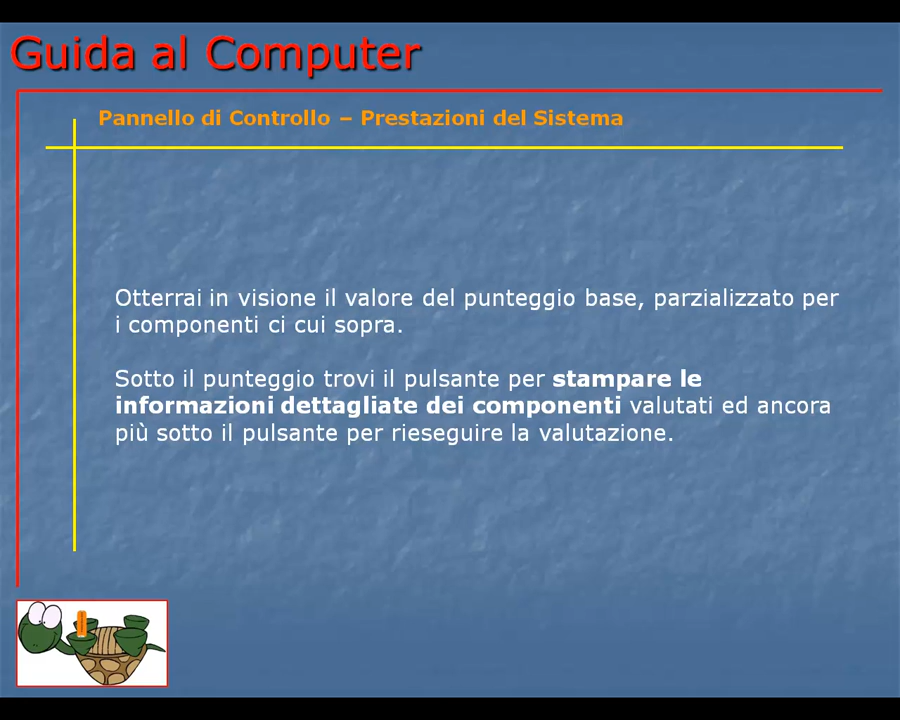 Guida al Computer
Pannello di Controllo – Prestazioni del Sistema
Otterrai in visione il valore del punteggio base, parzializzato per
i componenti ci cui sopra.
Sotto il punteggio trovi il pulsante per stampare le
informazioni dettagliate dei componenti valutati ed ancora
più sotto il pulsante per rieseguire la valutazione.